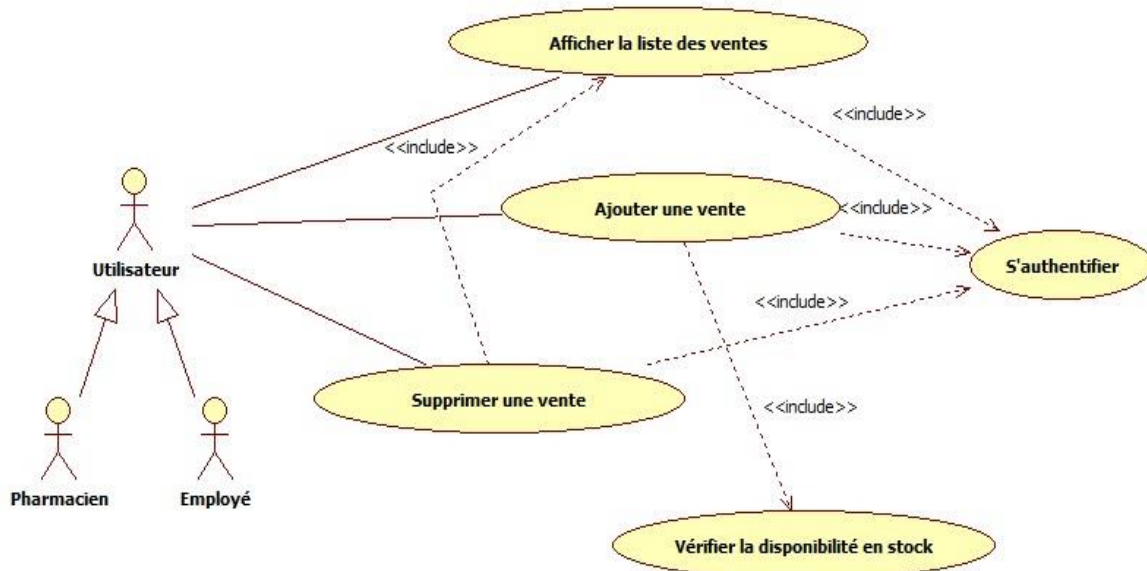 Afficher la liste des ventes
<<include>>
<<include>>
Ajouter une vente
<<include>>
Utilisateur
S'authentifier
<<include>>
Supprimer une vente
<<include>>
Pharmacien
Employé
Vérifier la disponibilité en stock